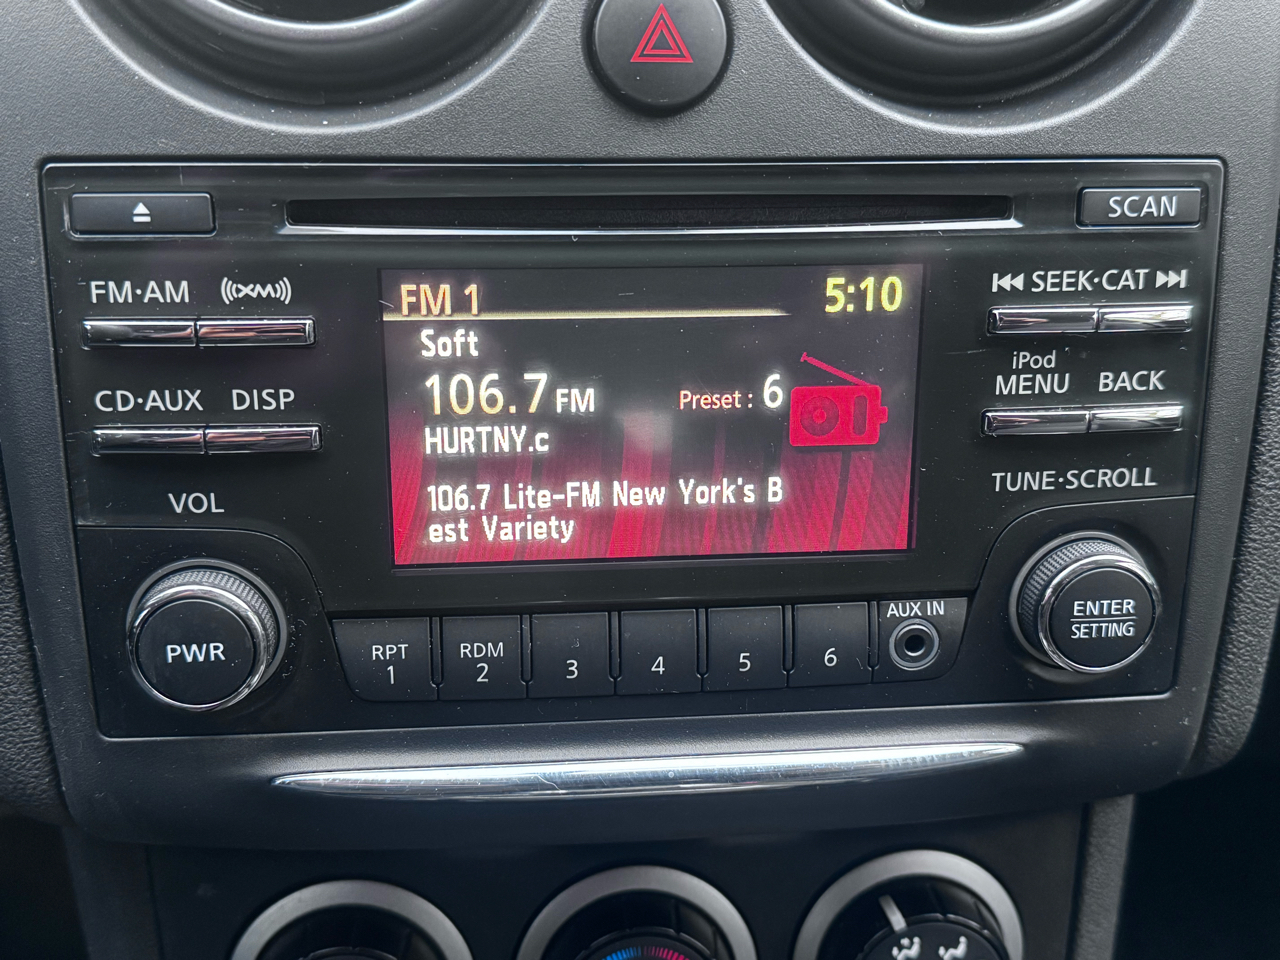 SCAN
FM·AM
XM
SEEK·CAT
FM 1
5:10
Soft
106.7 FM
Preset : 6
HURTNY.c
106.7 Lite-FM New York's B
est Variety
iPod
MENU
BACK
CD·AUX
DISP
VOL
TUNE·SCROLL
PWR
ENTER
SETTING
RPT
1
RDM
2
3
4
5
6
AUX IN